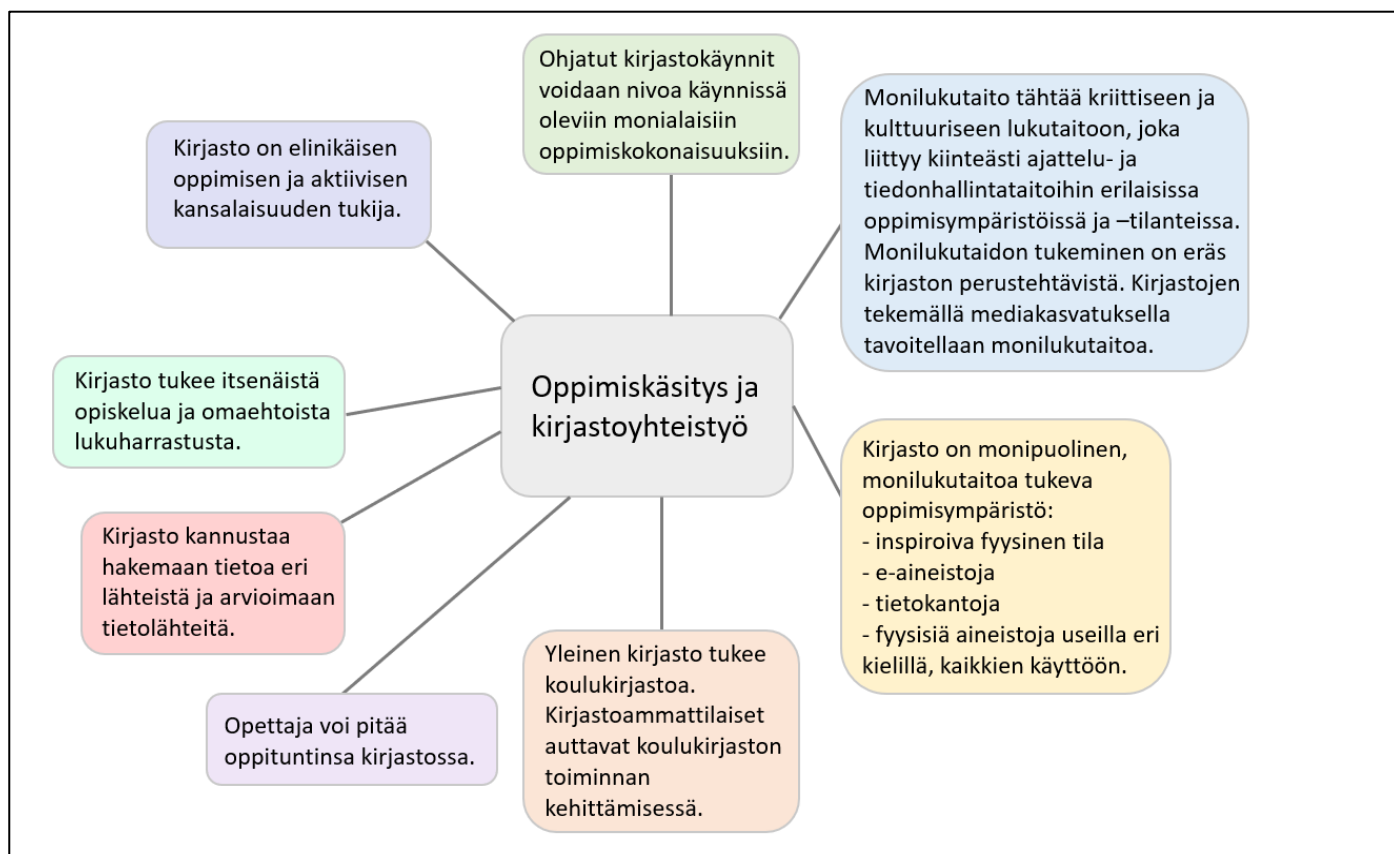 Ohjatut kirjastokäynnit
voidaan nivoa käynnissä
oleviin monialaisiin
oppimiskokonaisuuksiin.
Monilukutaito tähtää kriittiseen ja
kulttuuriseen lukutaitoon, joka
liittyy kiinteästi ajattelu- ja
tiedonhallintataitoihin erilaisissa
oppimisympäristöissä ja –tilanteissa.
Monilukutaidon tukeminen on eräs
kirjaston perustehtävistä. Kirjastojen
tekemällä mediakasvatuksella
tavoitellaan monilukutaitoa.
Kirjasto on elinikäisen
oppimisen ja aktiivisen
kansalaisuuden tukija.
Oppimiskäsitys ja
kirjastoyhteistyö
Kirjasto tukee itsenäistä
opiskelua ja omaehtoista
lukuharrastusta.
Kirjasto on monipuolinen,
monilukutaitoa tukeva
oppimisympäristö:
- inspiroiva fyysinen tila
- e-aineistoja
- tietokantoja
- fyysisiä aineistoja useilla eri
kielillä, kaikkien käyttöön.
Kirjasto kannustaa
hakemaan tietoa eri
lähteistä ja arvioimaan
tietolähteitä.
Yleinen kirjasto tukee
koulukirjastoa.
Kirjastoammattilaiset
auttavat koulukirjaston
toiminnan
kehittämisessä.
Opettaja voi pitää
oppituntinsa kirjastossa.